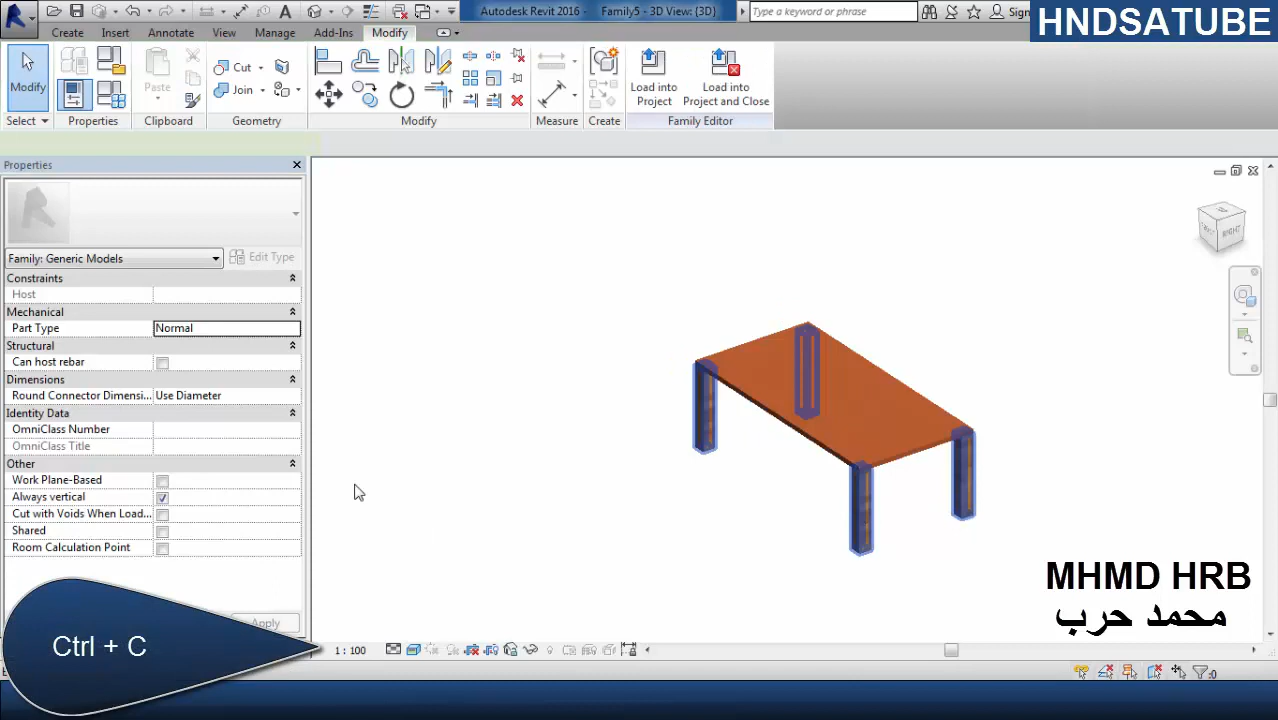 Autodesk Revit 2016 - Family5 - 3D View: {3D}
Type a keyword or phrase
Sign
HNDSATUBE
Create Insert Annotate View Manage Add-Ins Modify
Modify
Paste
Cut
Join
Load into
Project
Load into
Project and Close
Select Properties Clipboard Geometry Modify Measure Create Family Editor
Properties
Family: Generic Models
Edit Type
Constraints
Host
Mechanical
Part Type Normal
Structural
Can host rebar
Dimensions
Round Connector Dimensi... Use Diameter
Identity Data
OmniClass Number
OmniClass Title
Other
Work Plane-Based
Always vertical
Cut with Voids When Load...
Shared
Room Calculation Point
Apply
Ctrl + C
TOP
RIGHT
MHMD HRB
محمد حرب
1 : 100
:0